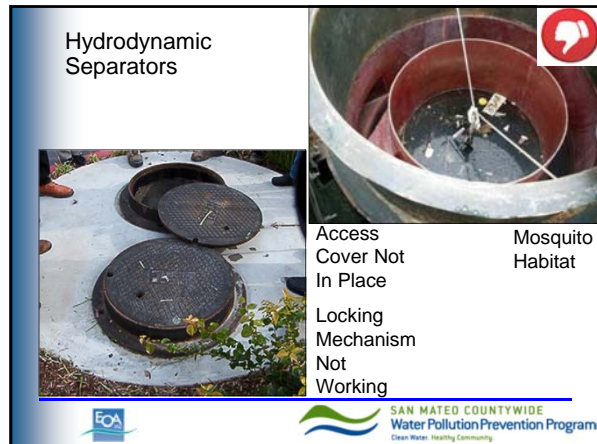 Hydrodynamic
Separators
Access
Cover Not
In Place
Locking
Mechanism
Not
Working
Mosquito
Habitat
EOA
SAN MATEO COUNTYWIDE
Water Pollution Prevention Program
Clean Water. Healthy Community.